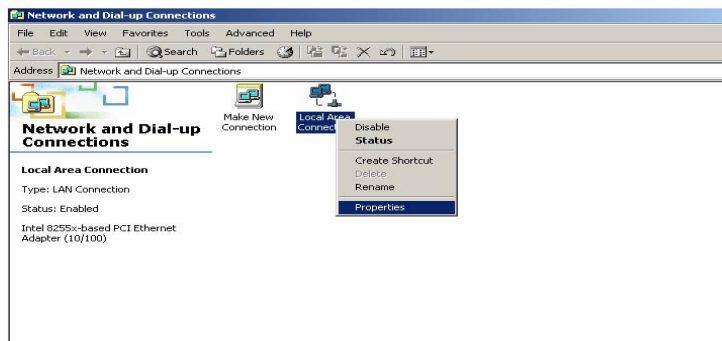 Network and Dial-up Connections
File Edit View Favorites Tools Advanced Help
Back Search Folders
Address Network and Dial-up Connections
Network and Dial-up
Connections
Local Area Connection
Type: LAN Connection
Status: Enabled
Intel 8255x-based PCI Ethernet
Adapter (10/100)
Make New
Connection
Local Area
Connect
Disable
Status
Create Shortcut
Delete
Rename
Properties